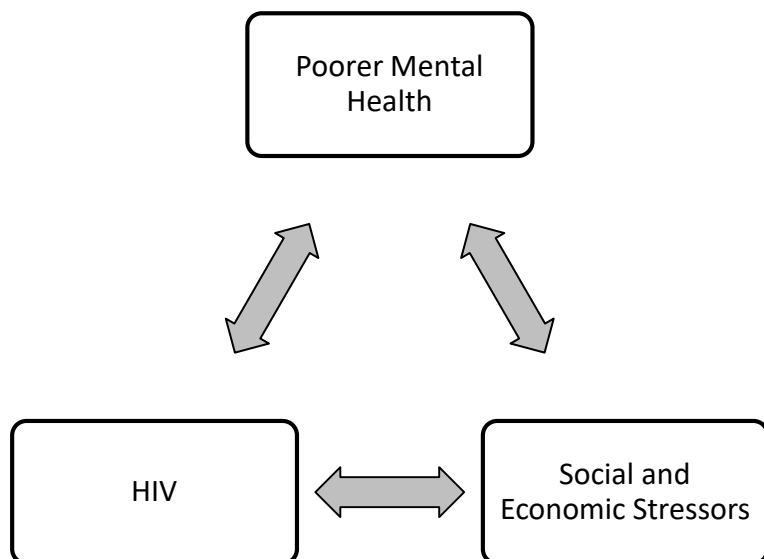 Poorer Mental
Health
HIV
Social and
Economic Stressors